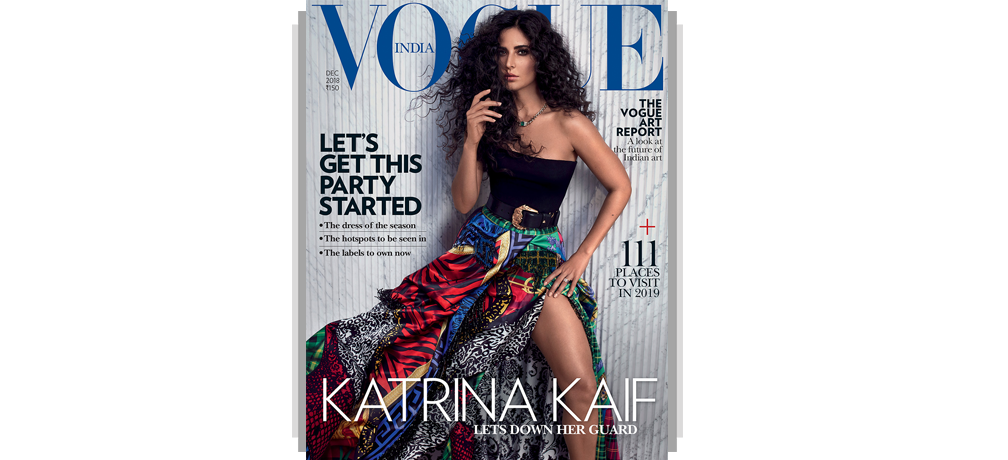 VOGUE
INDIA
DEC
2018
₹150
THE
VOGUE
ART
REPORT
A look at
the future of
Indian art
LET'S
GET THIS
PARTY
STARTED
• The dress of the season
• The hotspots to be seen in
• The labels to own now
+
111
PLACES
TO VISIT
IN 2019
KATRINA KAIF
LETS DOWN HER GUARD